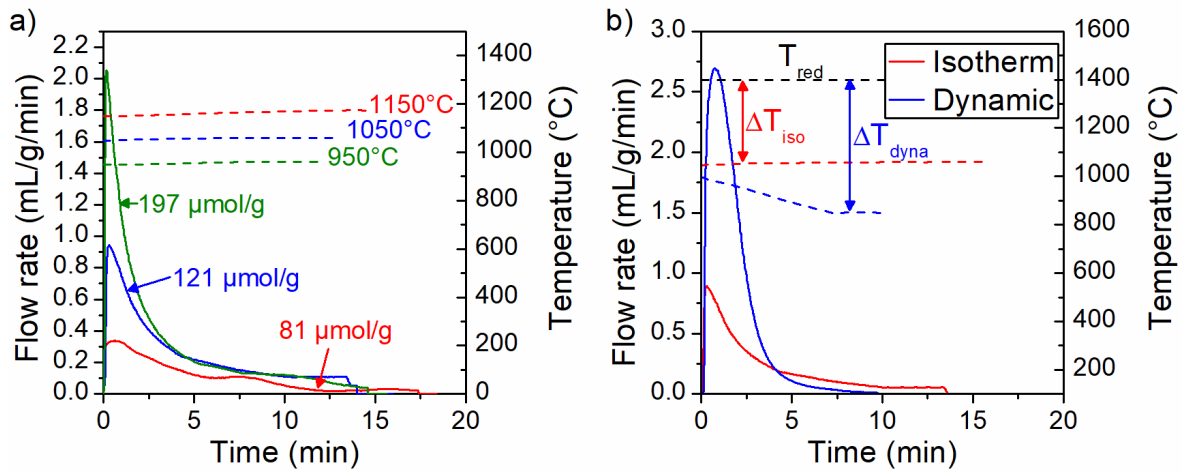 a)
Flow rate (mL/g/min)
2.2
2.0
1.8
1.6
1.4
1.2
1.0
0.8
0.6
0.4
0.2
0.0
0
5
10
15
20
Time (min)
1400
1200
1000
800
600
400
200
0
Temperature (°C)
1150°C
1050°C
950°C
197 µmol/g
121 µmol/g
81 µmol/g
b)
Flow rate (mL/g/min)
3.0
2.5
2.0
1.5
1.0
0.5
0.0
0
5
10
15
20
Time (min)
1600
1400
1200
1000
800
600
400
200
Temperature (°C)
Tred
Isotherm
Dynamic
ΔTiso
ΔTdyna